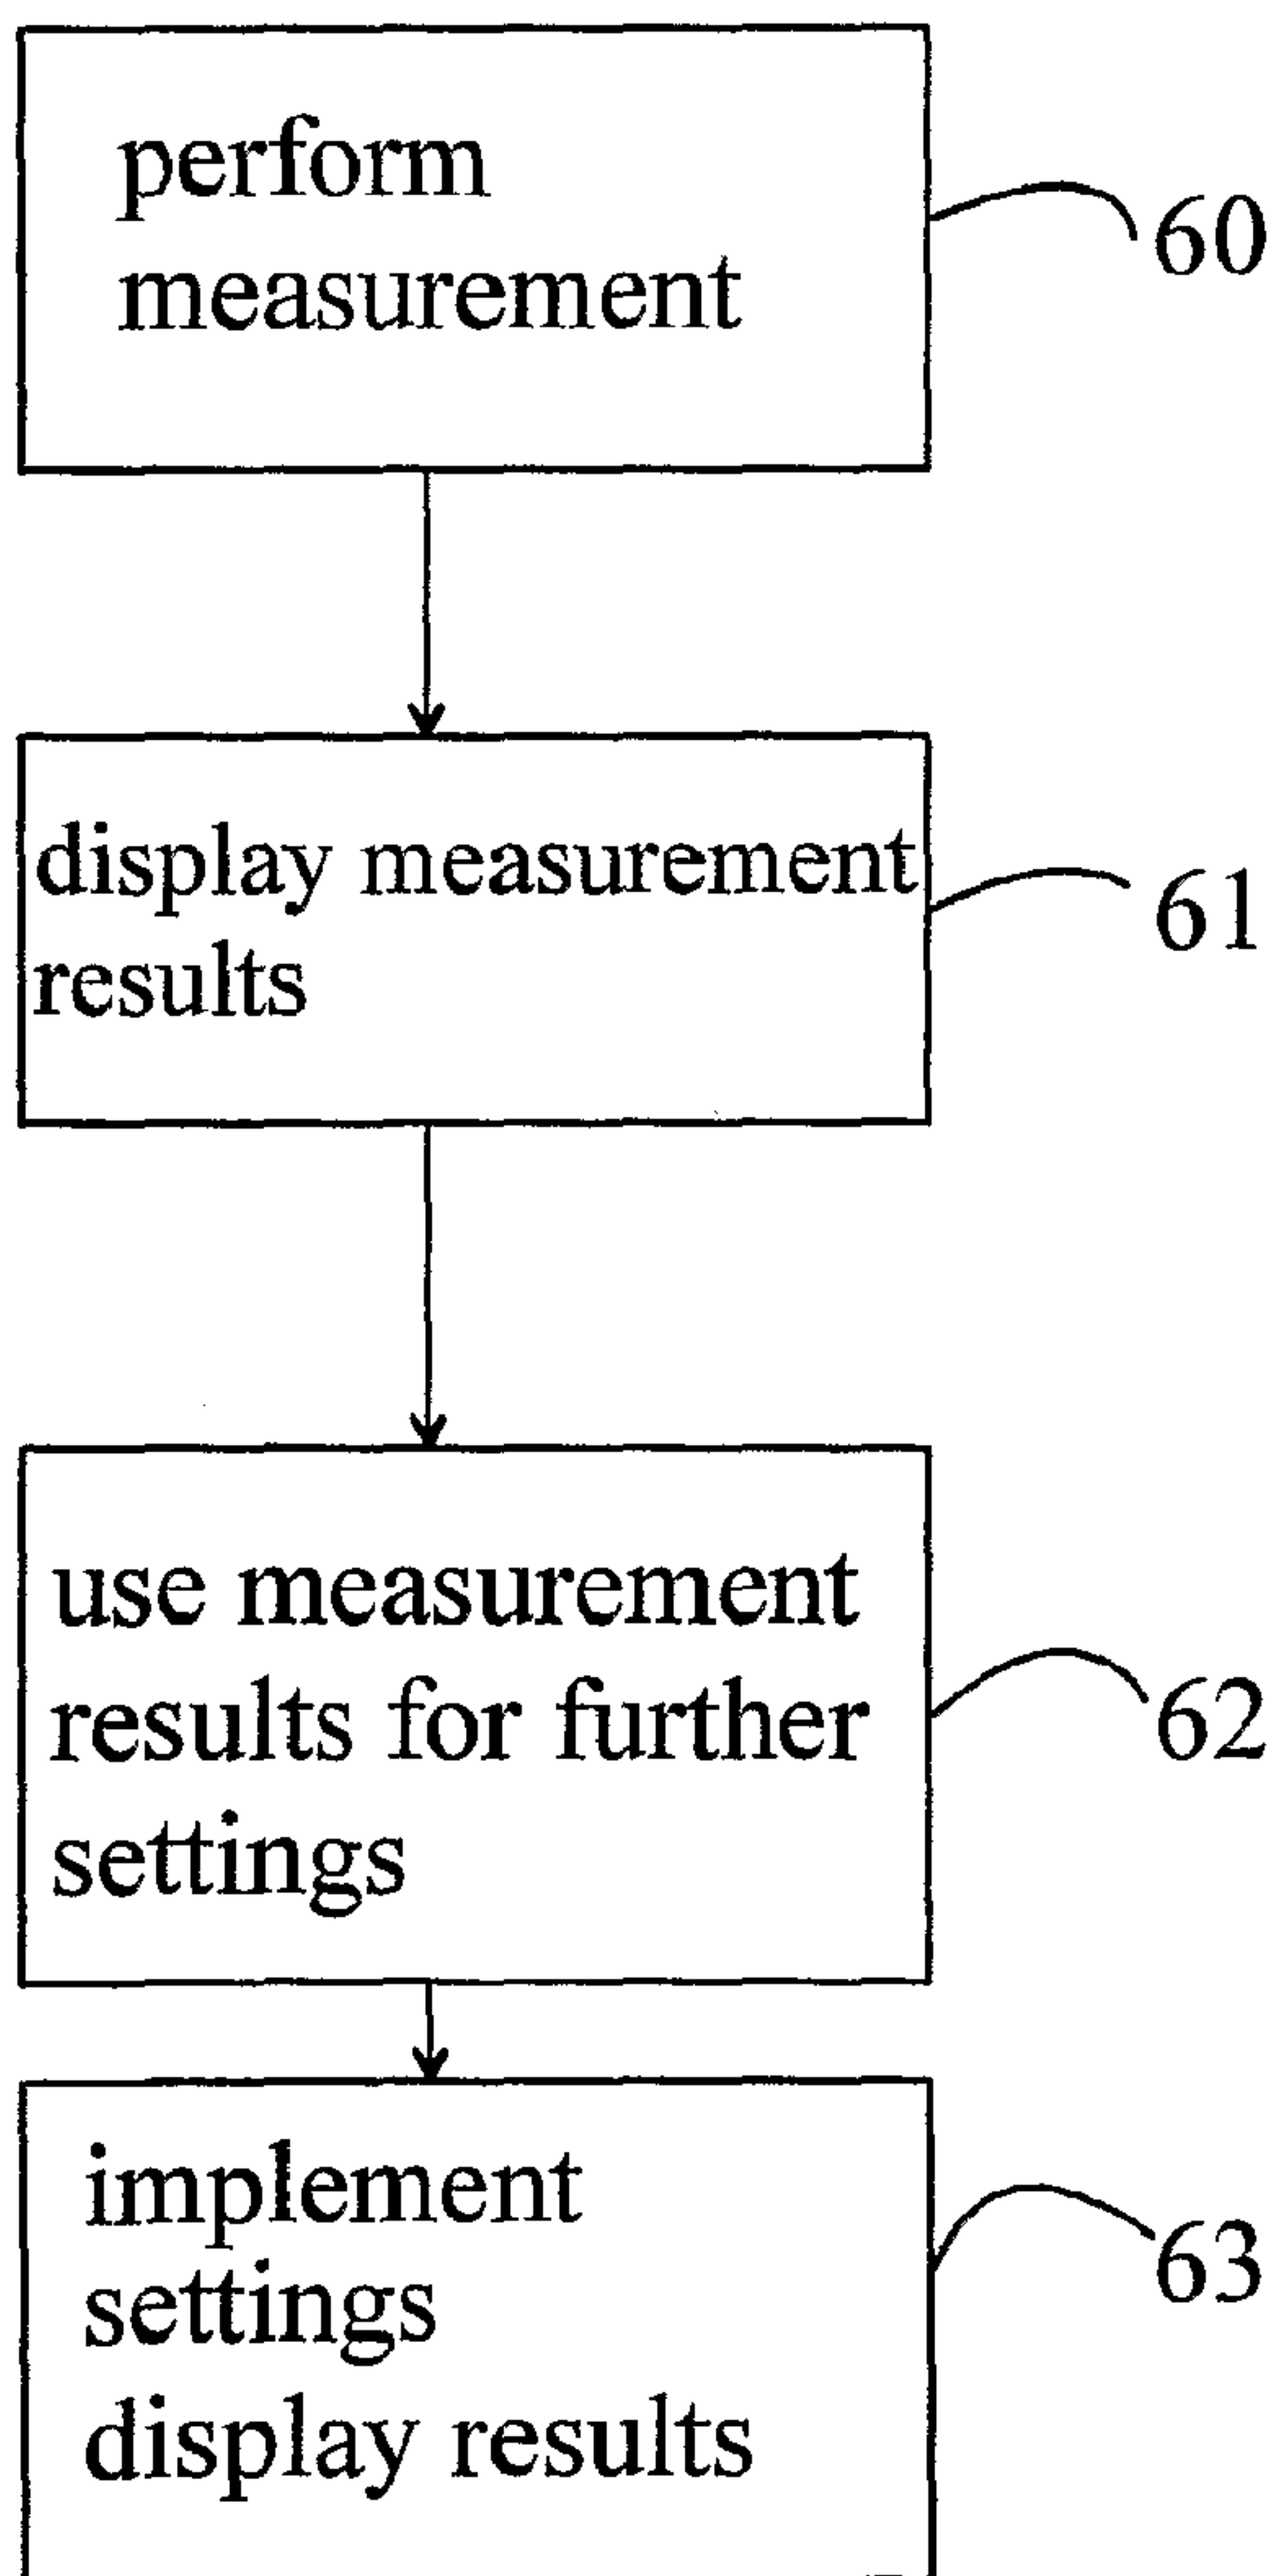 perform
measurement
60
display measurement
results
61
use measurement
results for further
settings
62
implement
settings
display results
63